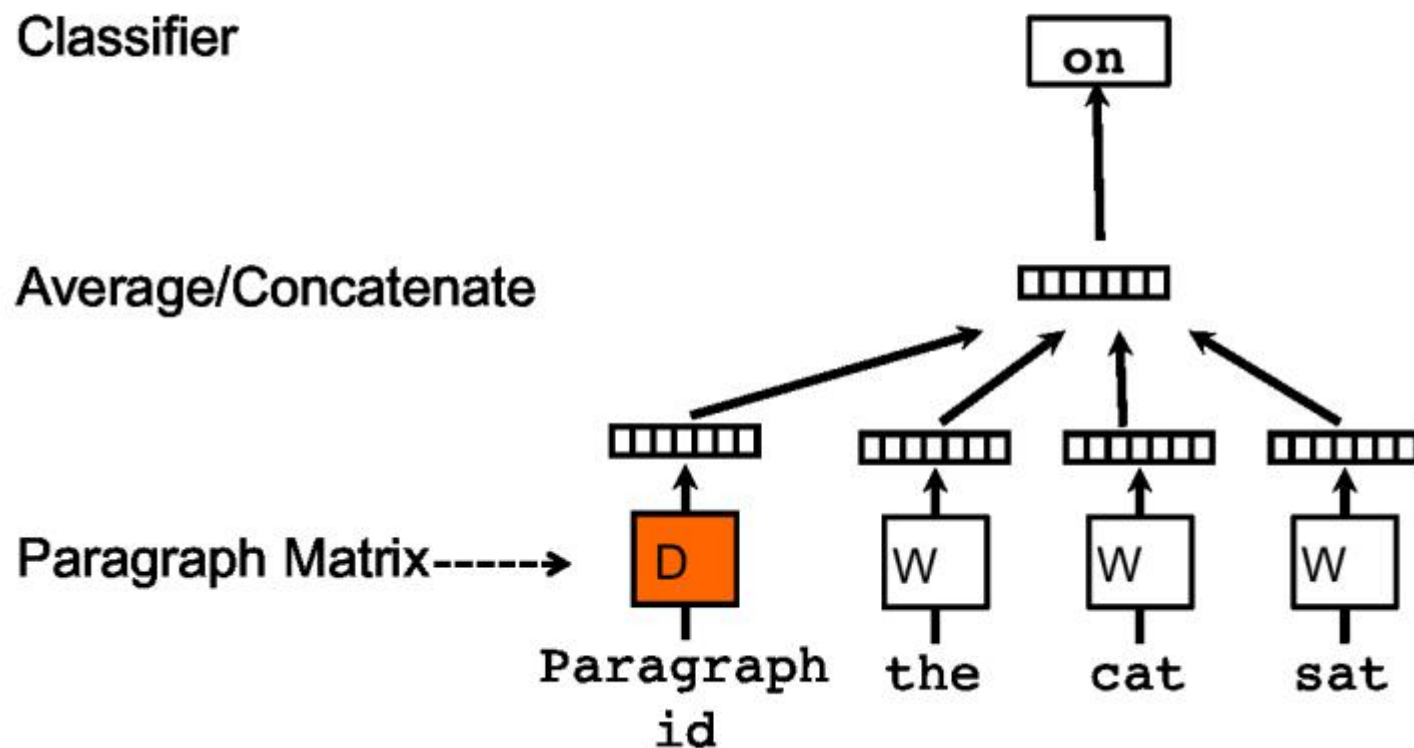 Classifier
on
Average/Concatenate
Paragraph Matrix
D
W
W
W
Paragraph
id
the
cat
sat